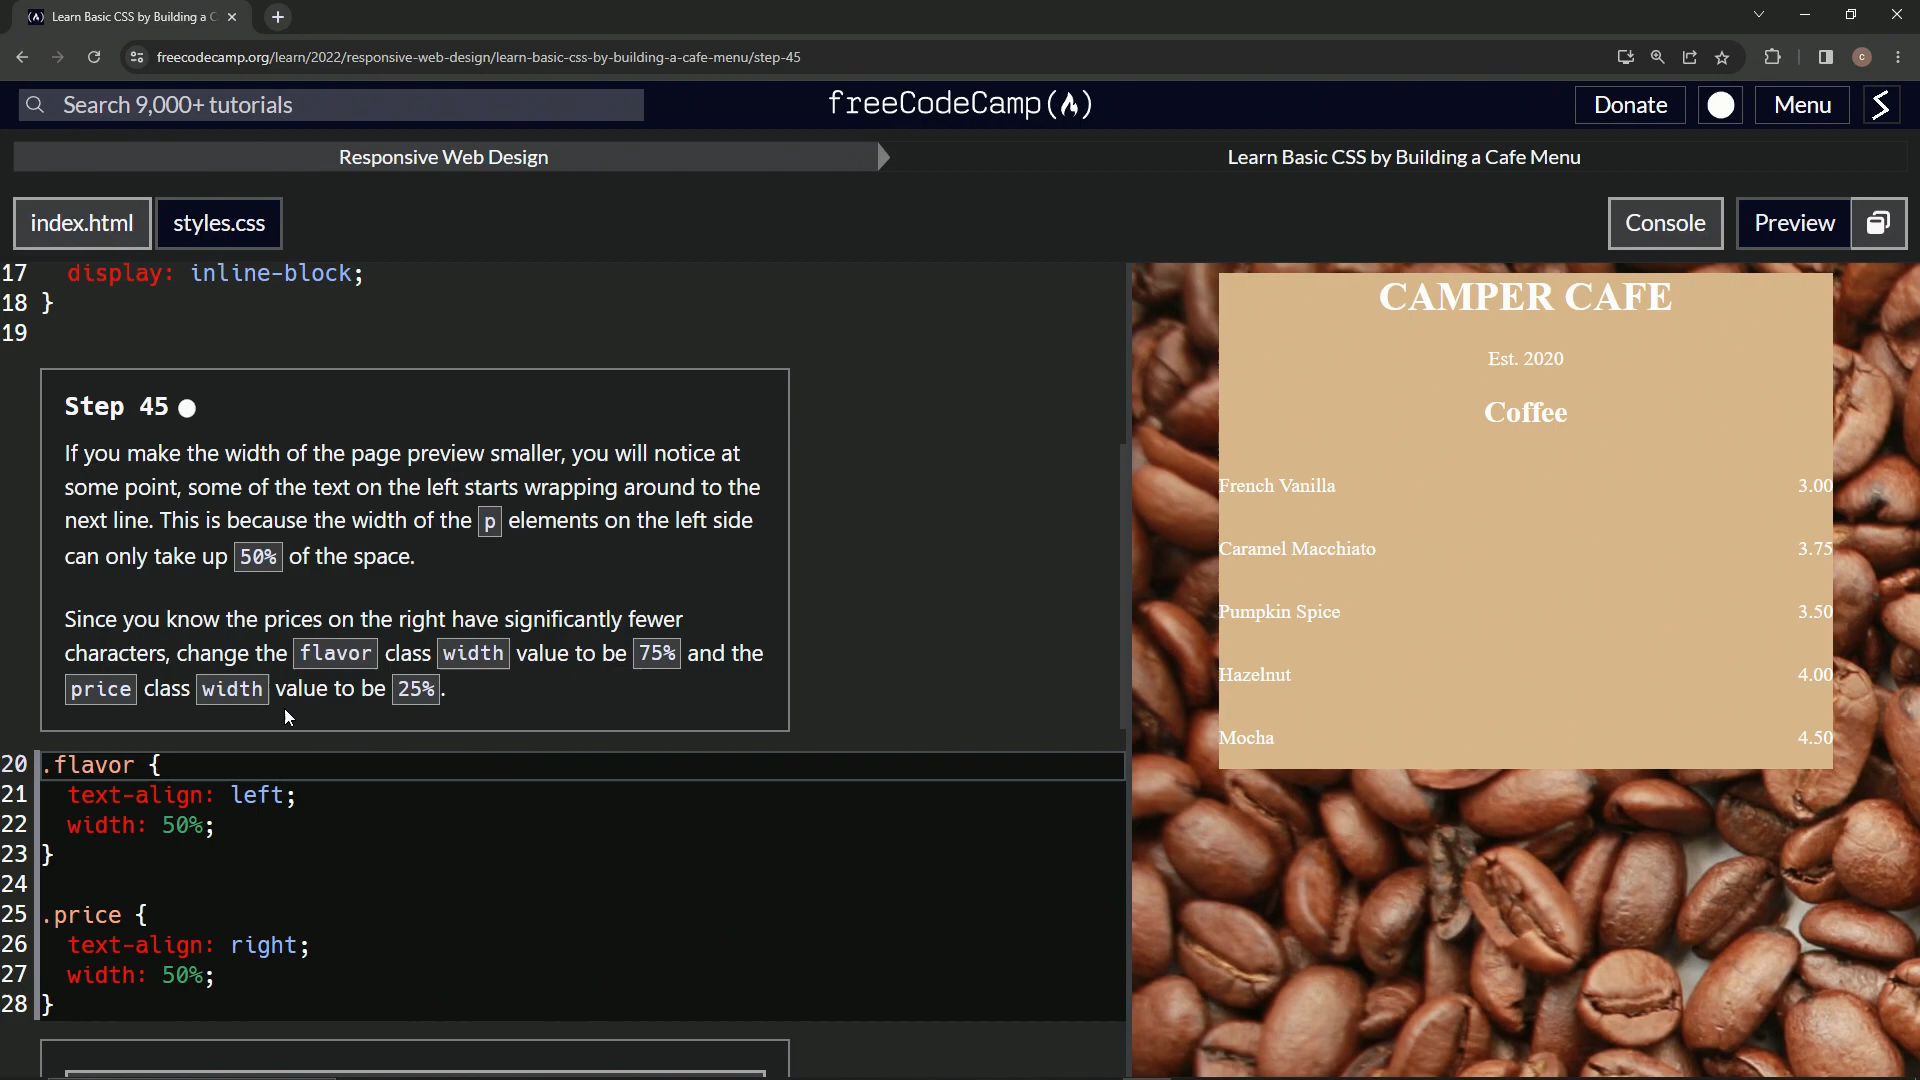 Learn Basic CSS by Building a C
freecodecamp.org/learn/2022/responsive-web-design/learn-basic-css-by-building-a-cafe-menu/step-45
C
Search 9,000+ tutorials
freeCodeCamp
Donate
Menu
Responsive Web Design
Learn Basic CSS by Building a Cafe Menu
index.html
styles.css
Console
Preview
17 display: inline-block;
18 }
19
Step 45
If you make the width of the page preview smaller, you will notice at
some point, some of the text on the left starts wrapping around to the
next line. This is because the width of the p elements on the left side
can only take up 50% of the space.
Since you know the prices on the right have significantly fewer
characters, change the flavor class width value to be 75% and the
price class width value to be 25%.
20 .flavor {
21 text-align: left;
22 width: 50%;
23 }
24
25 .price {
26 text-align: right;
27 width: 50%;
28 }
CAMPER CAFE
Est. 2020
Coffee
French Vanilla 3.00
Caramel Macchiato 3.75
Pumpkin Spice 3.50
Hazelnut 4.00
Mocha 4.50